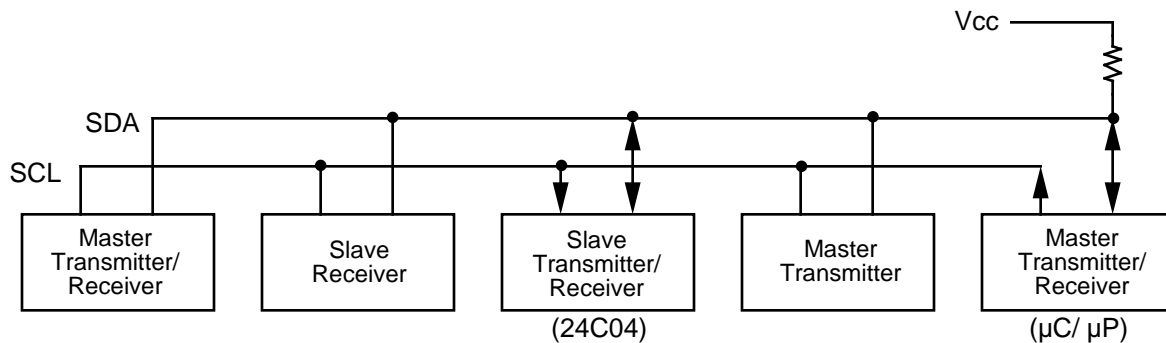 Vcc
SDA
SCL
Master
Transmitter/
Receiver
Slave
Receiver
Slave
Transmitter/
Receiver
Master
Transmitter
Master
Transmitter/
Receiver
(24C04)
(µC/ µP)